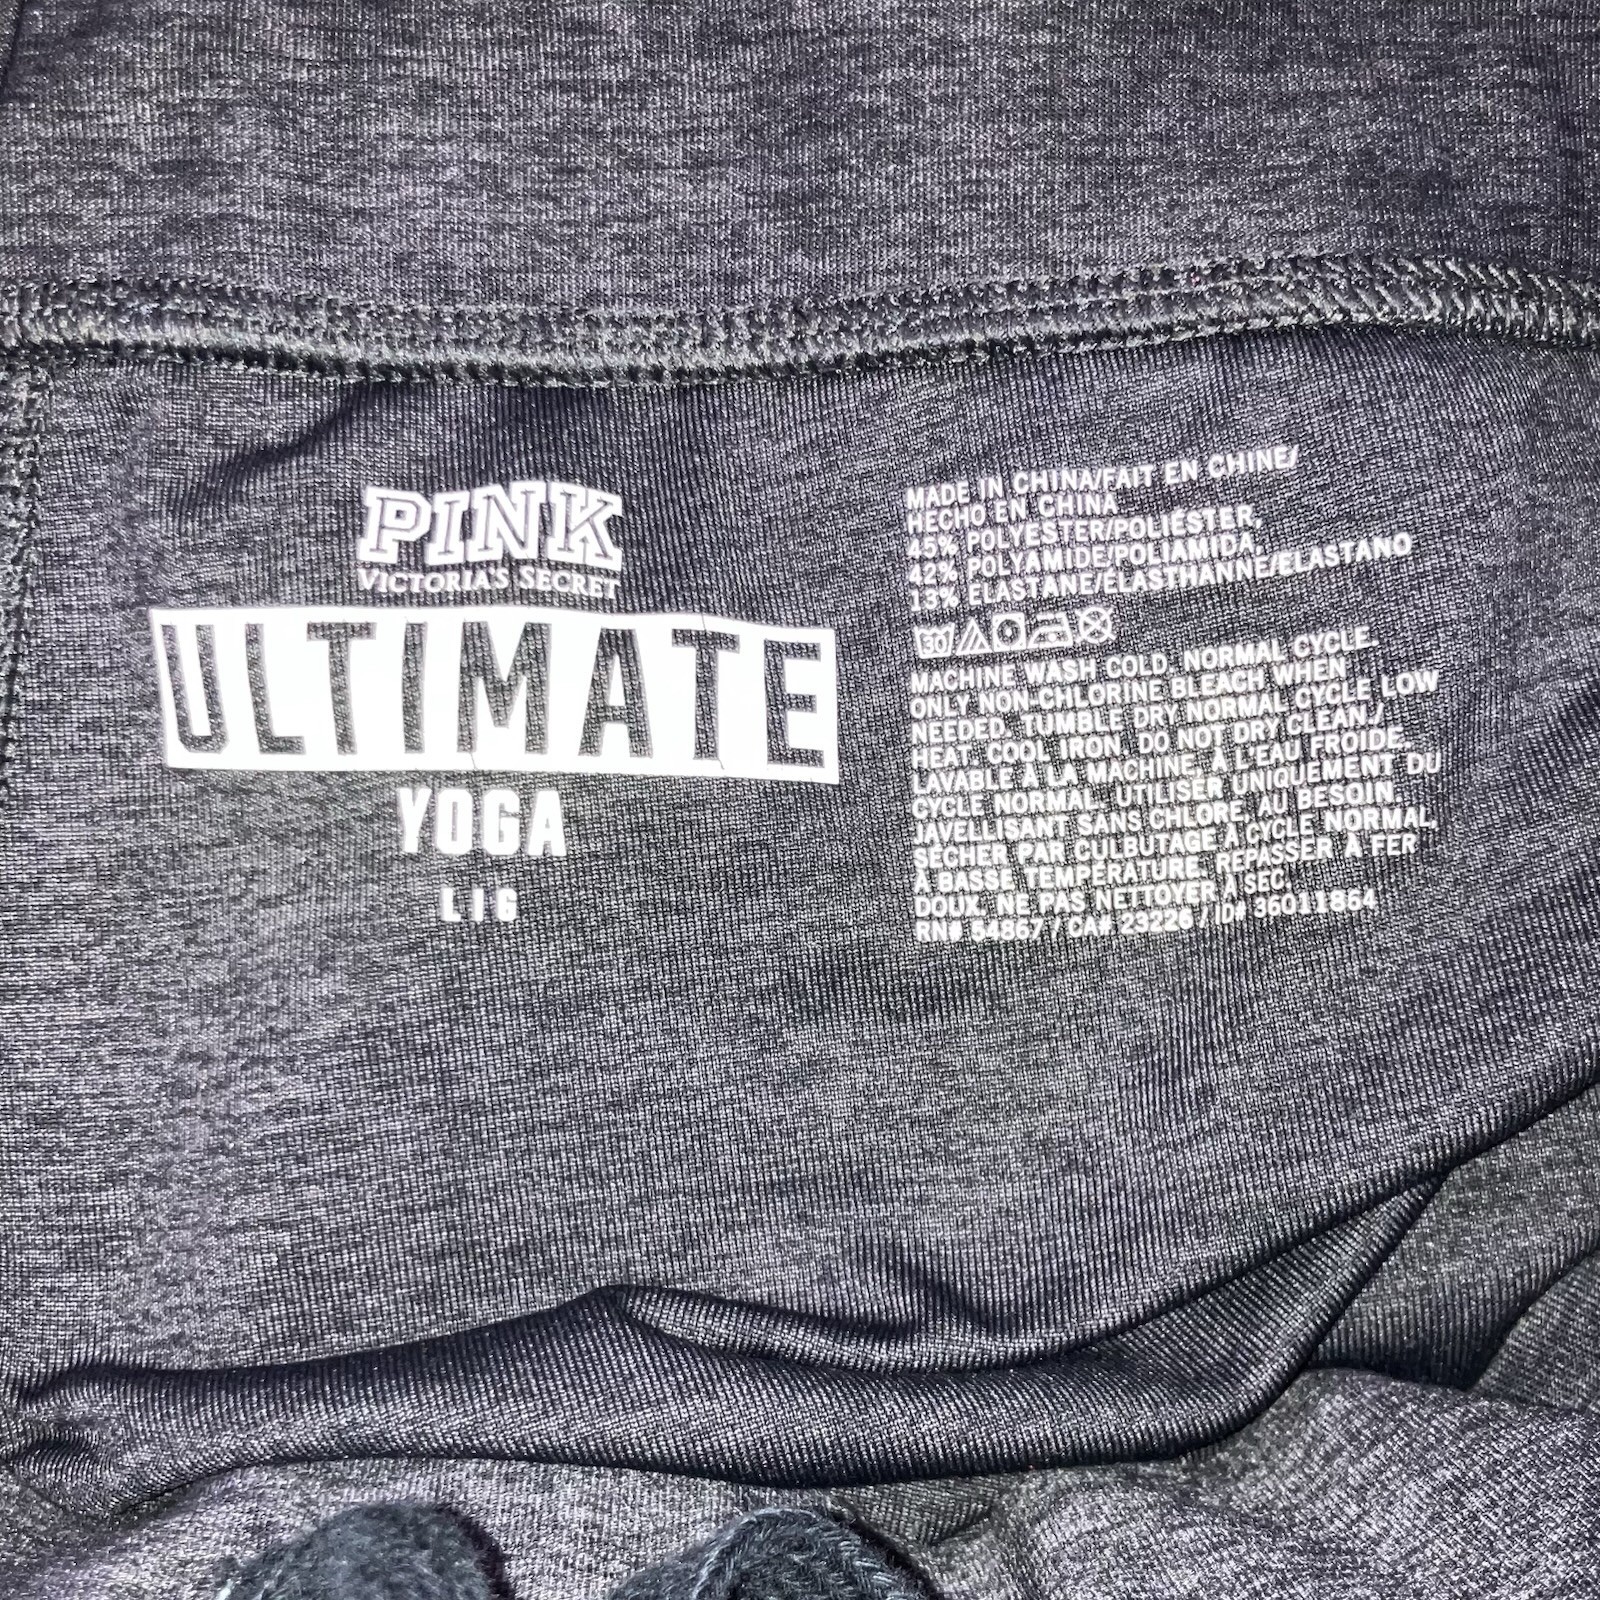 PINK
VICTORIA'S SECRET
ULTIMATE
YOGA
L I G
MADE IN CHINA/FAIT EN CHINE/
HECHO EN CHINA
45% POLYESTER/POLIÉSTER,
42% POLYAMIDE/POLIAMIDA,
13% ELASTANE/ÉLASTHANNE/ELASTANO
30
MACHINE WASH COLD. NORMAL CYCLE.
ONLY NON-CHLORINE BLEACH WHEN
NEEDED. TUMBLE DRY NORMAL CYCLE LOW
HEAT. COOL IRON. DO NOT DRY CLEAN./
LAVABLE À LA MACHINE, À L'EAU FROIDE,
CYCLE NORMAL. UTILISER UNIQUEMENT DU
JAVELLISANT SANS CHLORE, AU BESOIN.
SÉCHER PAR CULBUTAGE À CYCLE NORMAL,
À BASSE TEMPÉRATURE. REPASSER À FER
DOUX. NE PAS NETTOYER À SEC.
RN# 54867 / CA# 23226 / ID# 36011864